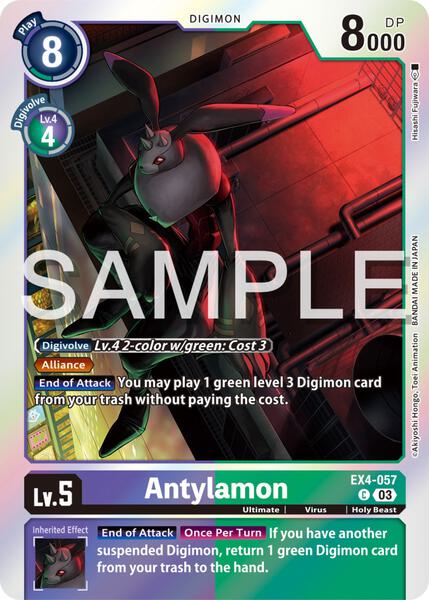 Play
8
DIGIMON
DP
8000
Digivolve
Lv.4
4
Hisashi Fujiwara
SAMPLE
Digivolve Lv.4 2-color w/green: Cost 3
Alliance
End of Attack You may play 1 green level 3 Digimon card
from your trash without paying the cost.
©Akiyoshi Hongo, Toei Animation BANDAI MADE IN JAPAN
Lv.5
Antylamon
EX4-057
C 03
Ultimate Virus Holy Beast
Inherited Effect
End of Attack Once Per Turn If you have another
suspended Digimon, return 1 green Digimon card
from your trash to the hand.